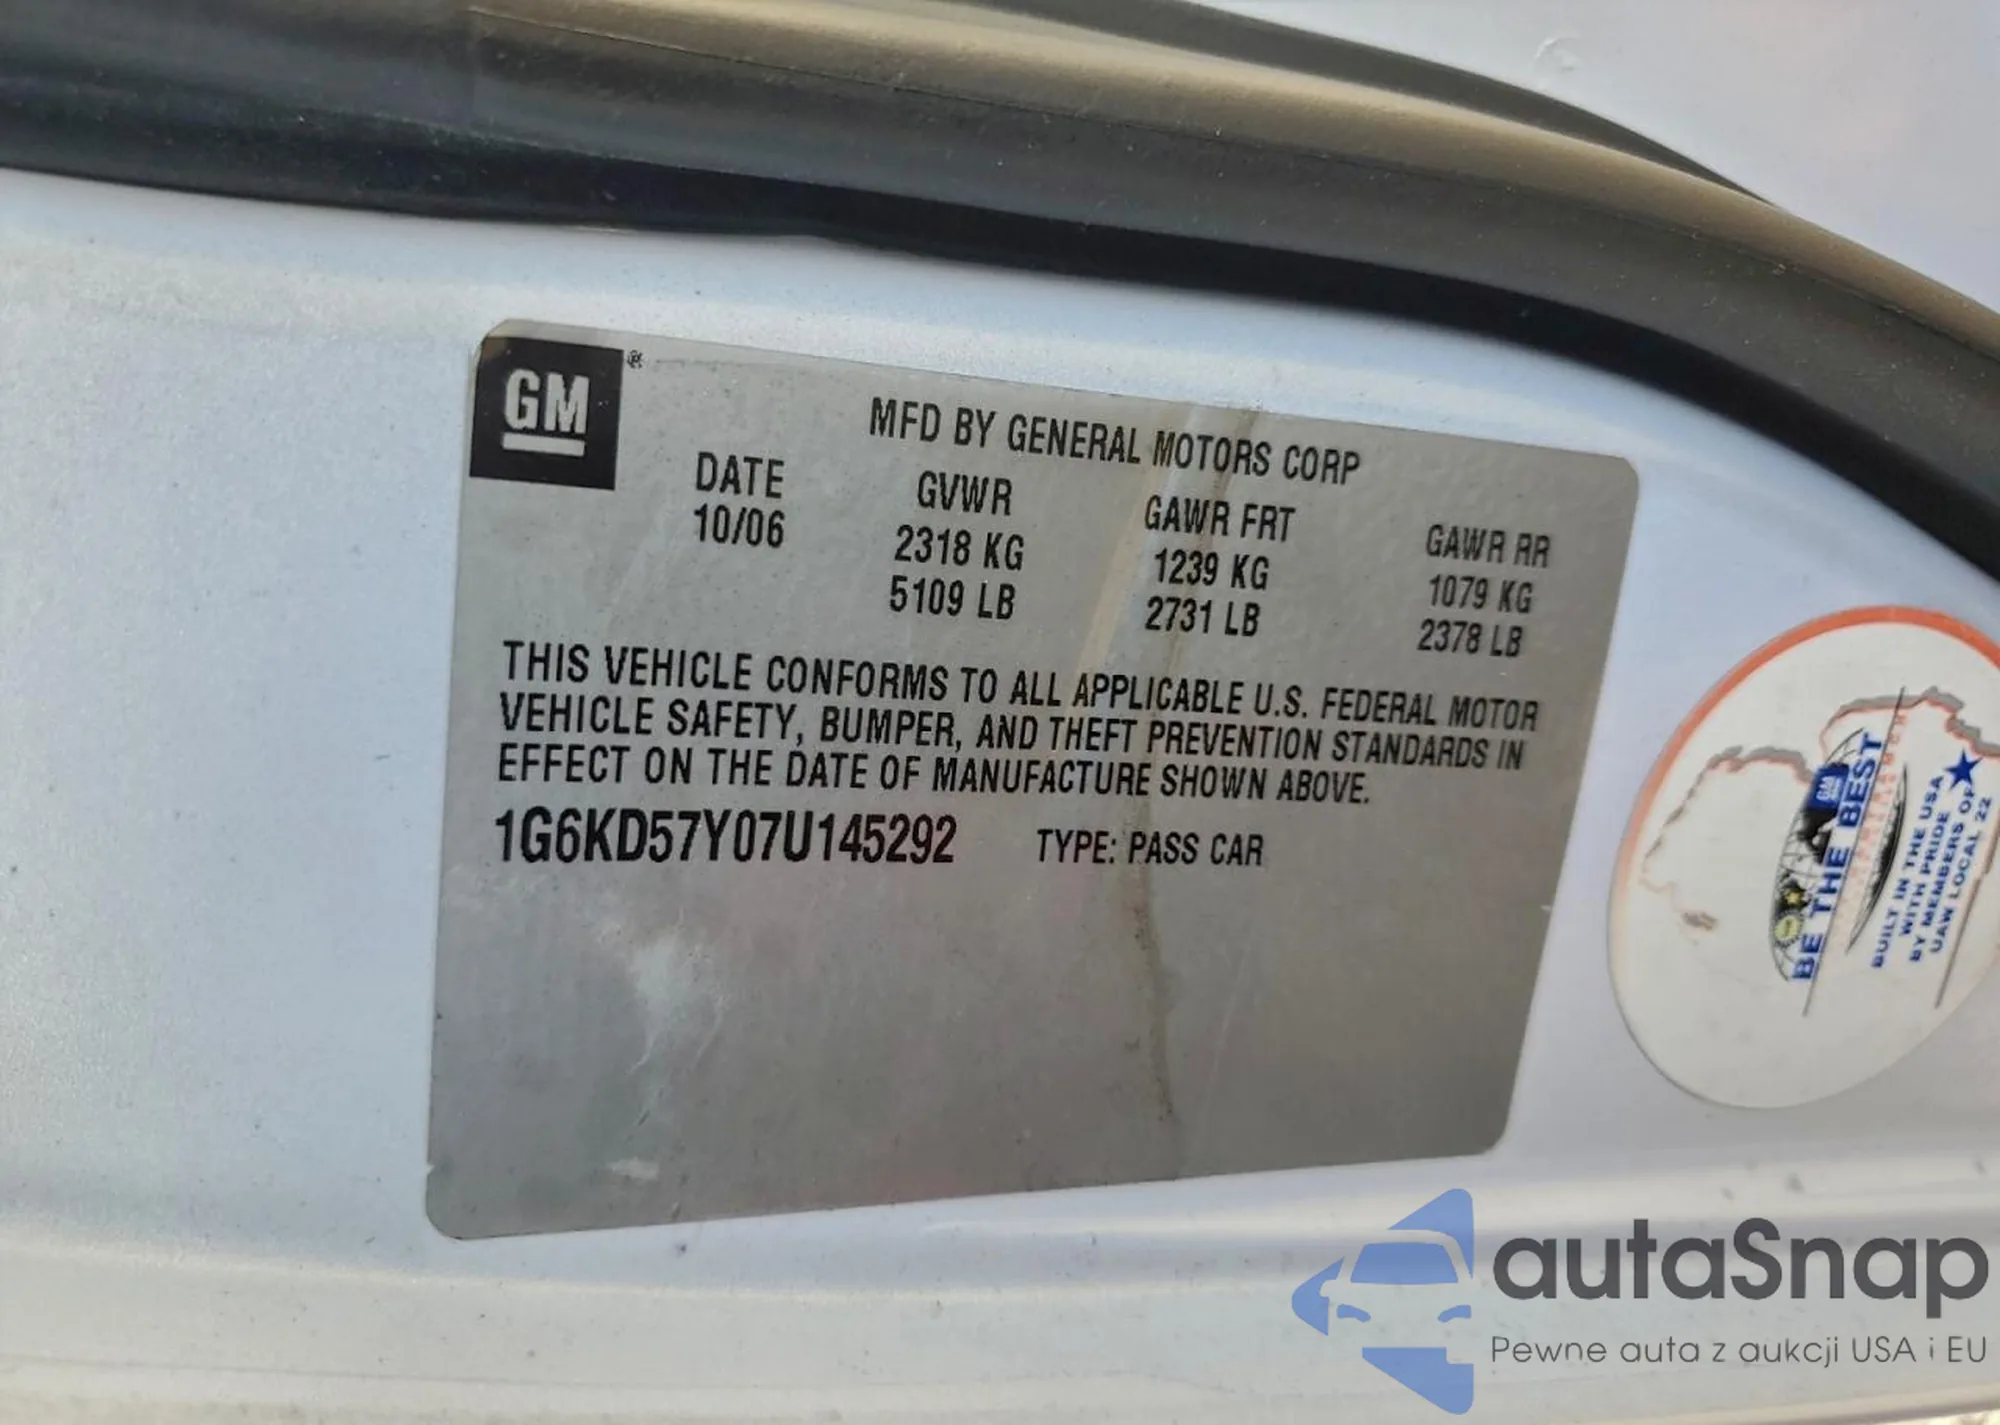 GM
MFD BY GENERAL MOTORS CORP
DATE GVWR GAWR FRT GAWR RR
10/06 2318 KG 1239 KG 1079 KG
5109 LB 2731 LB 2378 LB
THIS VEHICLE CONFORMS TO ALL APPLICABLE U.S. FEDERAL MOTOR
VEHICLE SAFETY, BUMPER, AND THEFT PREVENTION STANDARDS IN
EFFECT ON THE DATE OF MANUFACTURE SHOWN ABOVE.
1G6KD57Y07U145292 TYPE: PASS CAR
GM
BE THE BEST
BUILT IN THE USA
WITH PRIDE
BY MEMBERS OF
UAW LOCAL 22
autaSnap
Pewne auta z aukcji USA i EU